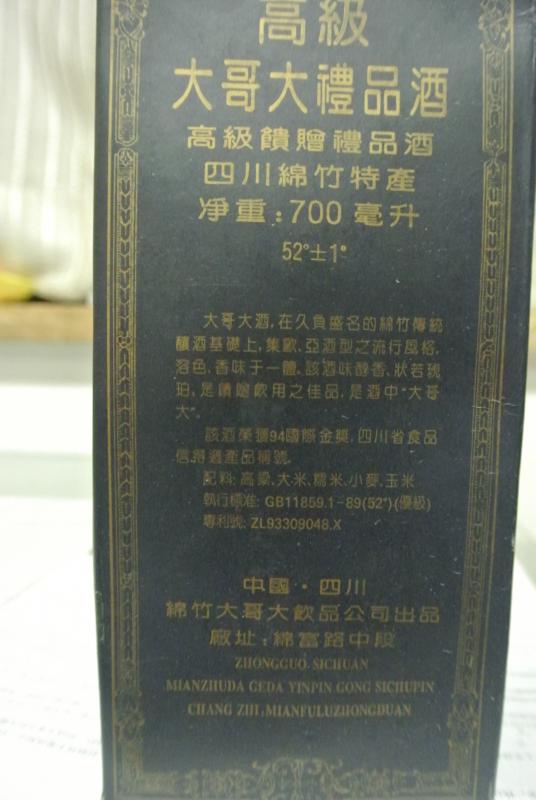 高級
大哥大禮品酒
高級饋贈禮品酒
四川綿竹特產
净重:700毫升
52°±1°
大哥大酒,在久負盛名的綿竹傳統
釀酒基礎上,集歐、亞酒型之流行風格,
溶色、香味于一體、該酒味醇香、狀若琥
珀、是饋贈飲用之佳品,是酒中“大哥
大”。
該酒榮獲94國際金獎,四川省食品
信得過產品稱號。
配料:高梁、大米、糯米、小麥、玉米
執行標准:GB11859.1-89(52°)(優級)
專利號:ZL93309048.X
中國·四川
綿竹大哥大飲品公司出品
廠址:綿富路中段
ZHONGGUO·SICHUAN
MIANZHUDA GEDA YINPIN GONG SICHUPIN
CHANG ZHI:MIANFULUZHONGDUAN